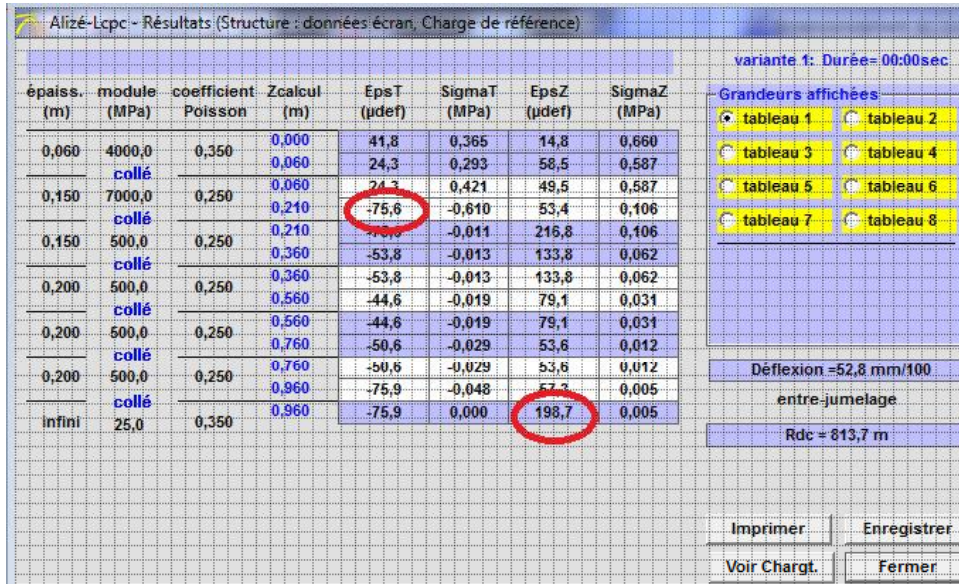 Alizé-Lcpc - Résultats (Structure : données écran, Charge de référence)
variante 1: Durée= 00:00sec
épaiss. module coefficient Zcalcul EpsT SigmaT EpsZ SigmaZ
(m) (MPa) Poisson (m) (µdef) (MPa) (µdef) (MPa)
Grandeurs affichées
tableau 1 tableau 2
tableau 3 tableau 4
tableau 5 tableau 6
tableau 7 tableau 8
0,000 41,8 0,365 14,8 0,660
0,060 4000,0 0,350
0,060 24,3 0,293 58,5 0,587
collé
0,060 24,3 0,421 49,5 0,587
0,150 7000,0 0,250
0,210 -75,6 -0,610 53,4 0,106
collé
0,210 -0,011 216,8 0,106
0,150 500,0 0,250
0,360 -53,8 -0,013 133,8 0,062
collé
0,360 -53,8 -0,013 133,8 0,062
0,200 500,0 0,250
0,560 -44,6 -0,019 79,1 0,031
collé
0,560 -44,6 -0,019 79,1 0,031
0,200 500,0 0,250
0,760 -50,6 -0,029 53,6 0,012
collé
0,760 -50,6 -0,029 53,6 0,012
0,200 500,0 0,250
0,960 -75,9 -0,048 57,3 0,005
collé
0,960 -75,9 0,000 198,7 0,005
infini 25,0 0,350
Déflexion =52,8 mm/100
entre-jumelage
Rdc = 813,7 m
Imprimer Enregistrer
Voir Chargt. Fermer